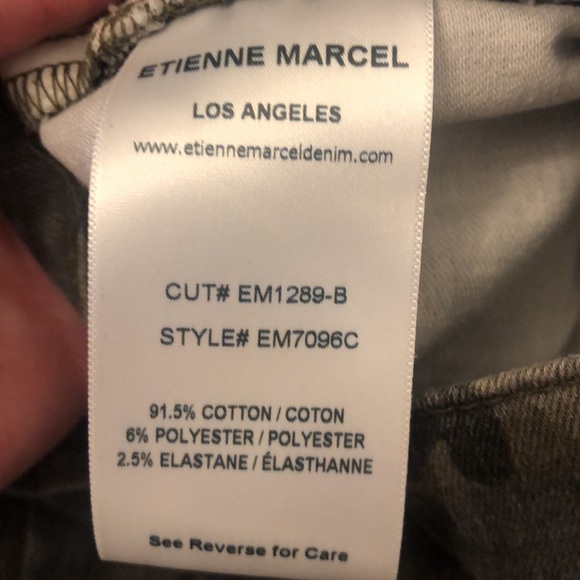 ETIENNE MARCEL
LOS ANGELES
www.etiennemarceldenim.com
CUT# EM1289-B
STYLE# EM7096C
91.5% COTTON / COTON
6% POLYESTER / POLYESTER
2.5% ELASTANE / ÉLASTHANNE
See Reverse for Care